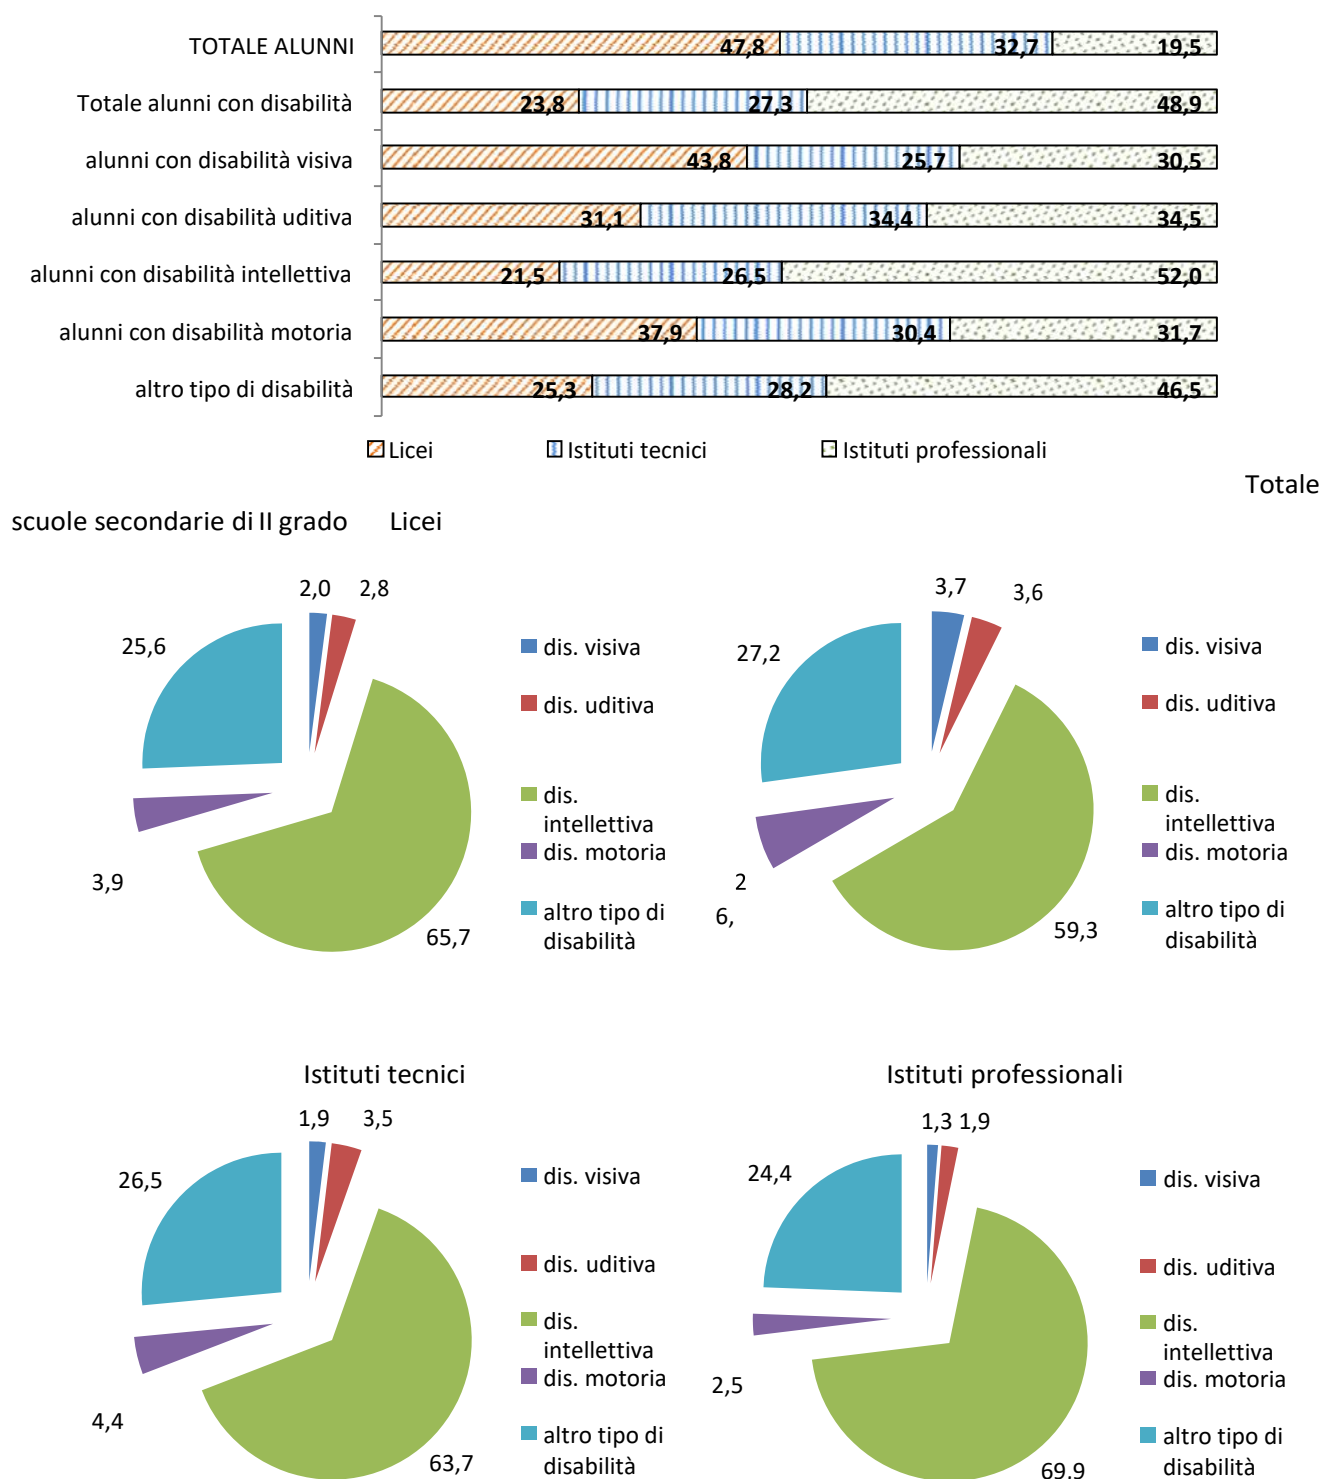 TOTALE ALUNNI
47,8
32,7
19,5
Totale alunni con disabilità
23,8
27,3
48,9
alunni con disabilità visiva
43,8
25,7
30,5
alunni con disabilità uditiva
31,1
34,4
34,5
alunni con disabilità intellettiva
21,5
26,5
52,0
alunni con disabilità motoria
37,9
30,4
31,7
altro tipo di disabilità
25,3
28,2
46,5
Licei
Istituti tecnici
Istituti professionali
Totale
scuole secondarie di II grado Licei
2,0
2,8
25,6
3,9
65,7
dis. visiva
dis. uditiva
dis.
intellettiva
dis. motoria
altro tipo di
disabilità
3,7
3,6
27,2
2
6,
59,3
dis. visiva
dis. uditiva
dis.
intellettiva
dis. motoria
altro tipo di
disabilità
Istituti tecnici
1,9
3,5
26,5
4,4
63,7
dis. visiva
dis. uditiva
dis.
intellettiva
dis. motoria
altro tipo di
disabilità
Istituti professionali
1,3
1,9
24,4
2,5
69,9
dis. visiva
dis. uditiva
dis.
intellettiva
dis. motoria
altro tipo di
disabilità